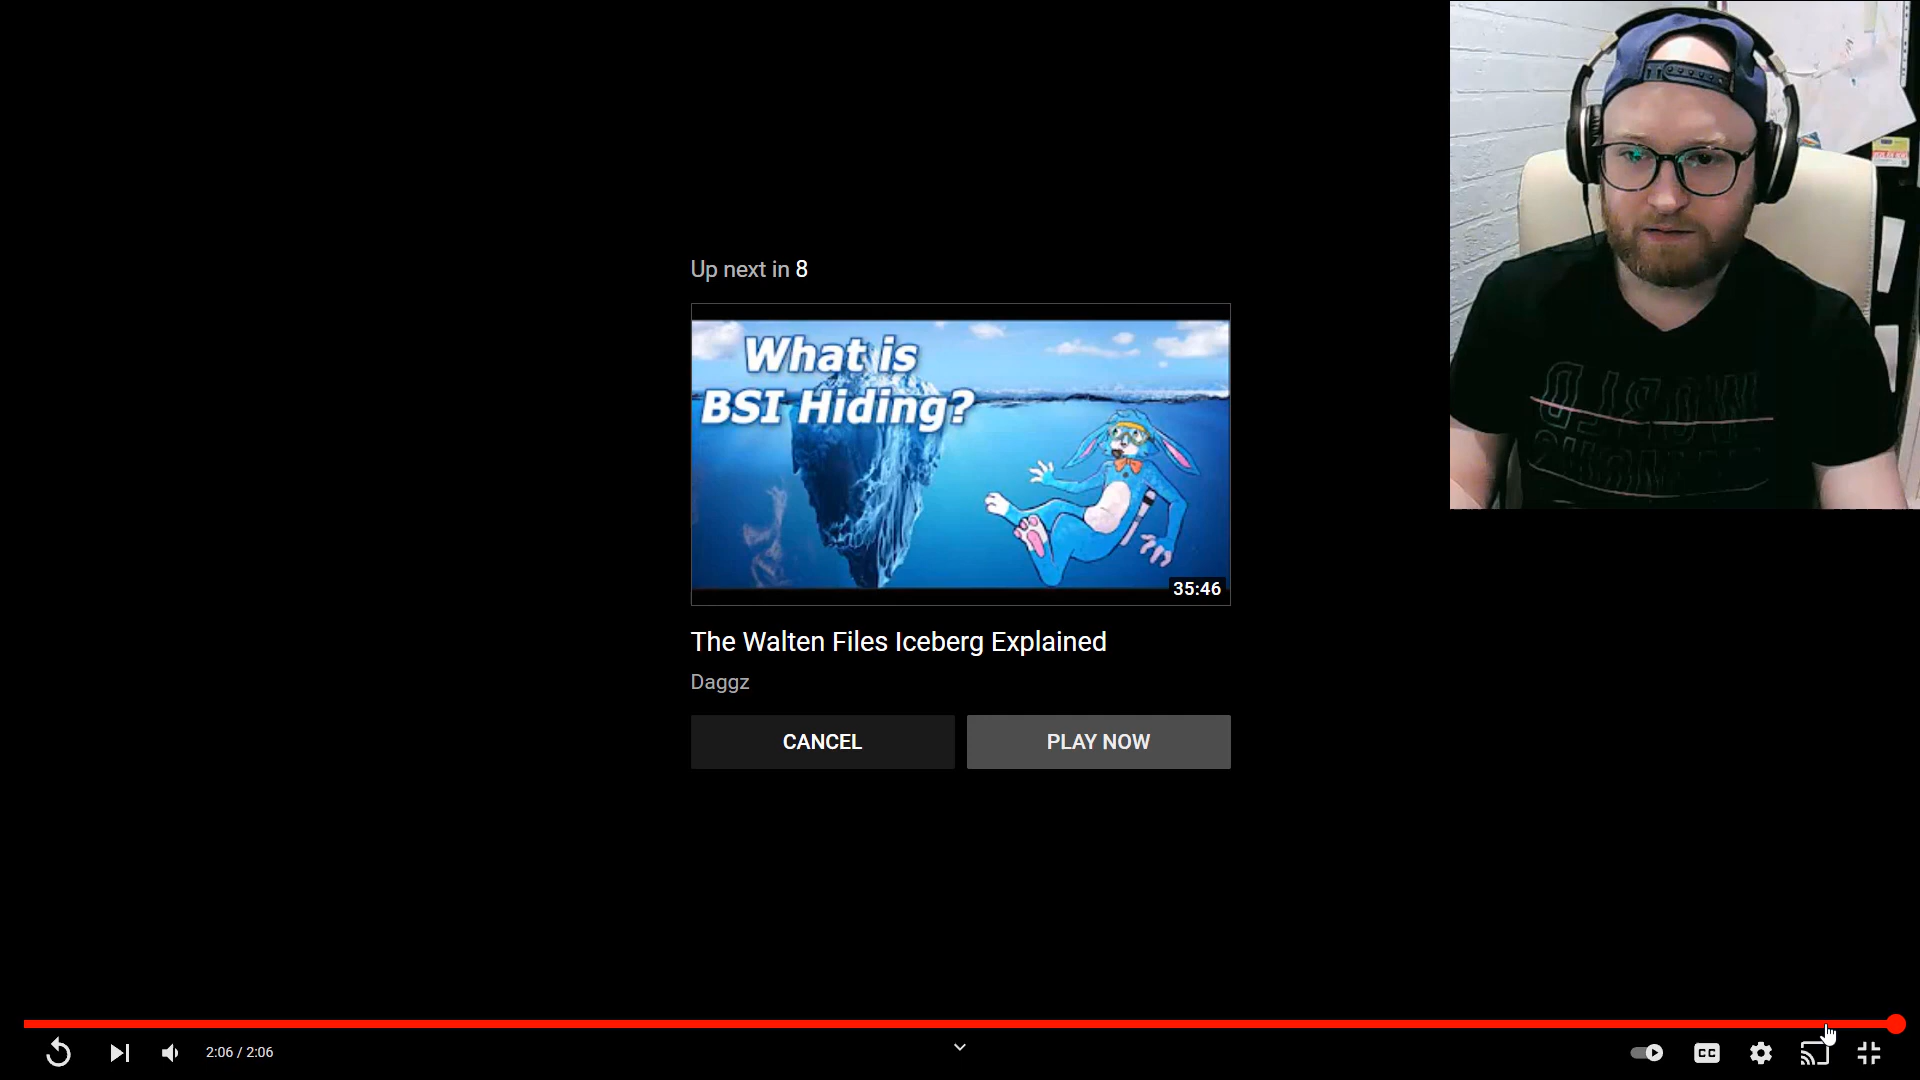 Up next in 8
What is
BSI Hiding?
35:46
The Walten Files Iceberg Explained
Daggz
CANCEL
PLAY NOW
2:06 / 2:06
CC